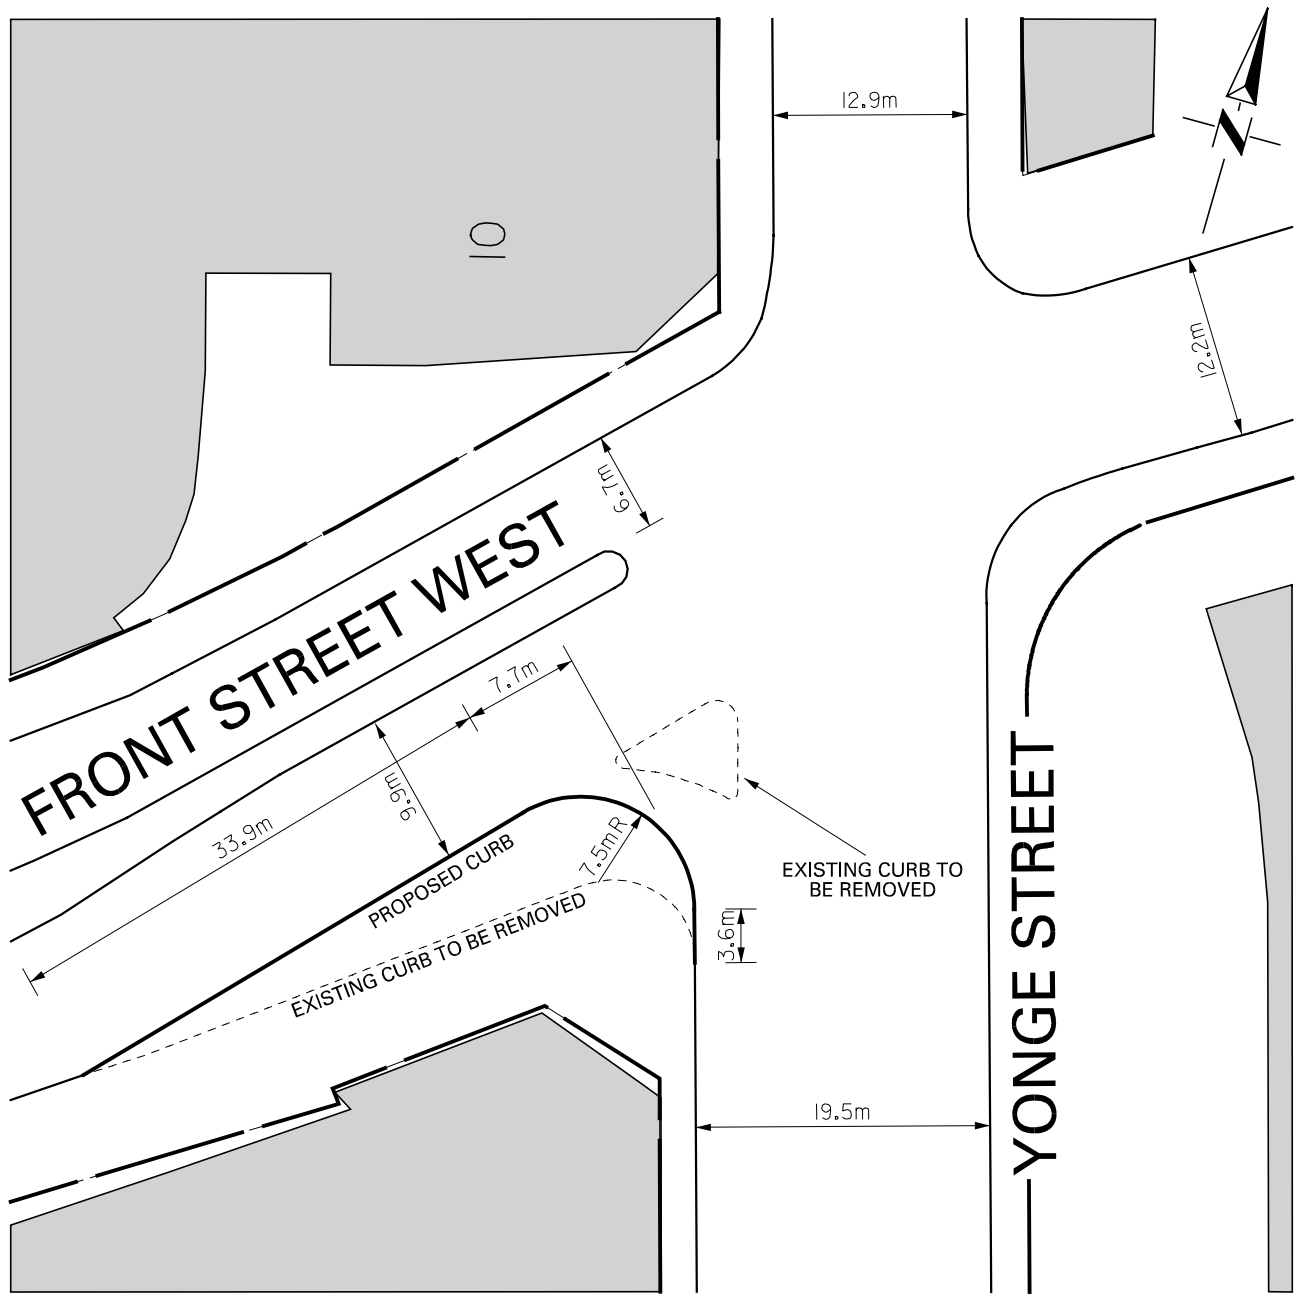 12.9m
N
10
12.2m
6.7m
FRONT STREET WEST
7.7m
9.9m
33.9m
7.5mR
PROPOSED CURB
EXISTING CURB TO
BE REMOVED
EXISTING CURB TO BE REMOVED
3.6m
YONGE STREET
19.5m